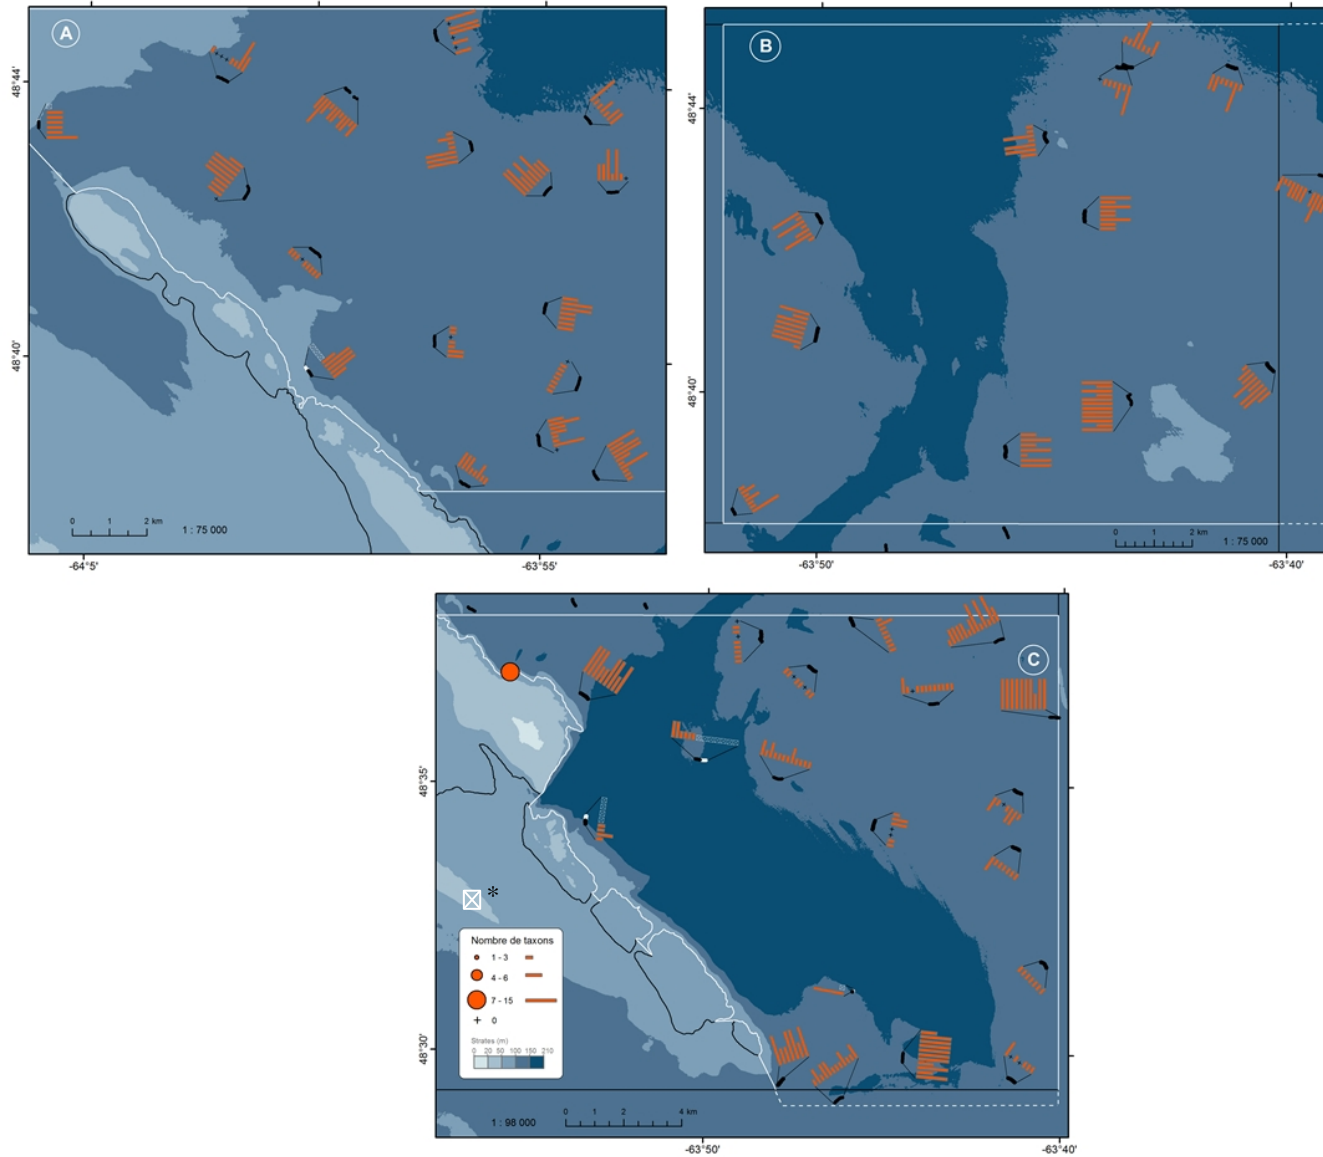 A
48°44'
48°40'
0 1 2 km
1 : 75 000
-64°5'
-63°55'
B
48°44'
48°40'
0 1 2 km
1 : 75 000
-63°50'
-63°40'
C
48°35'
48°30'
*
Nombre de taxons
1 - 3
4 - 6
7 - 15
+ 0
Strates (m)
0 20 50 100 150 210
1 : 98 000
0 1 2 4 km
-63°50'
-63°40'